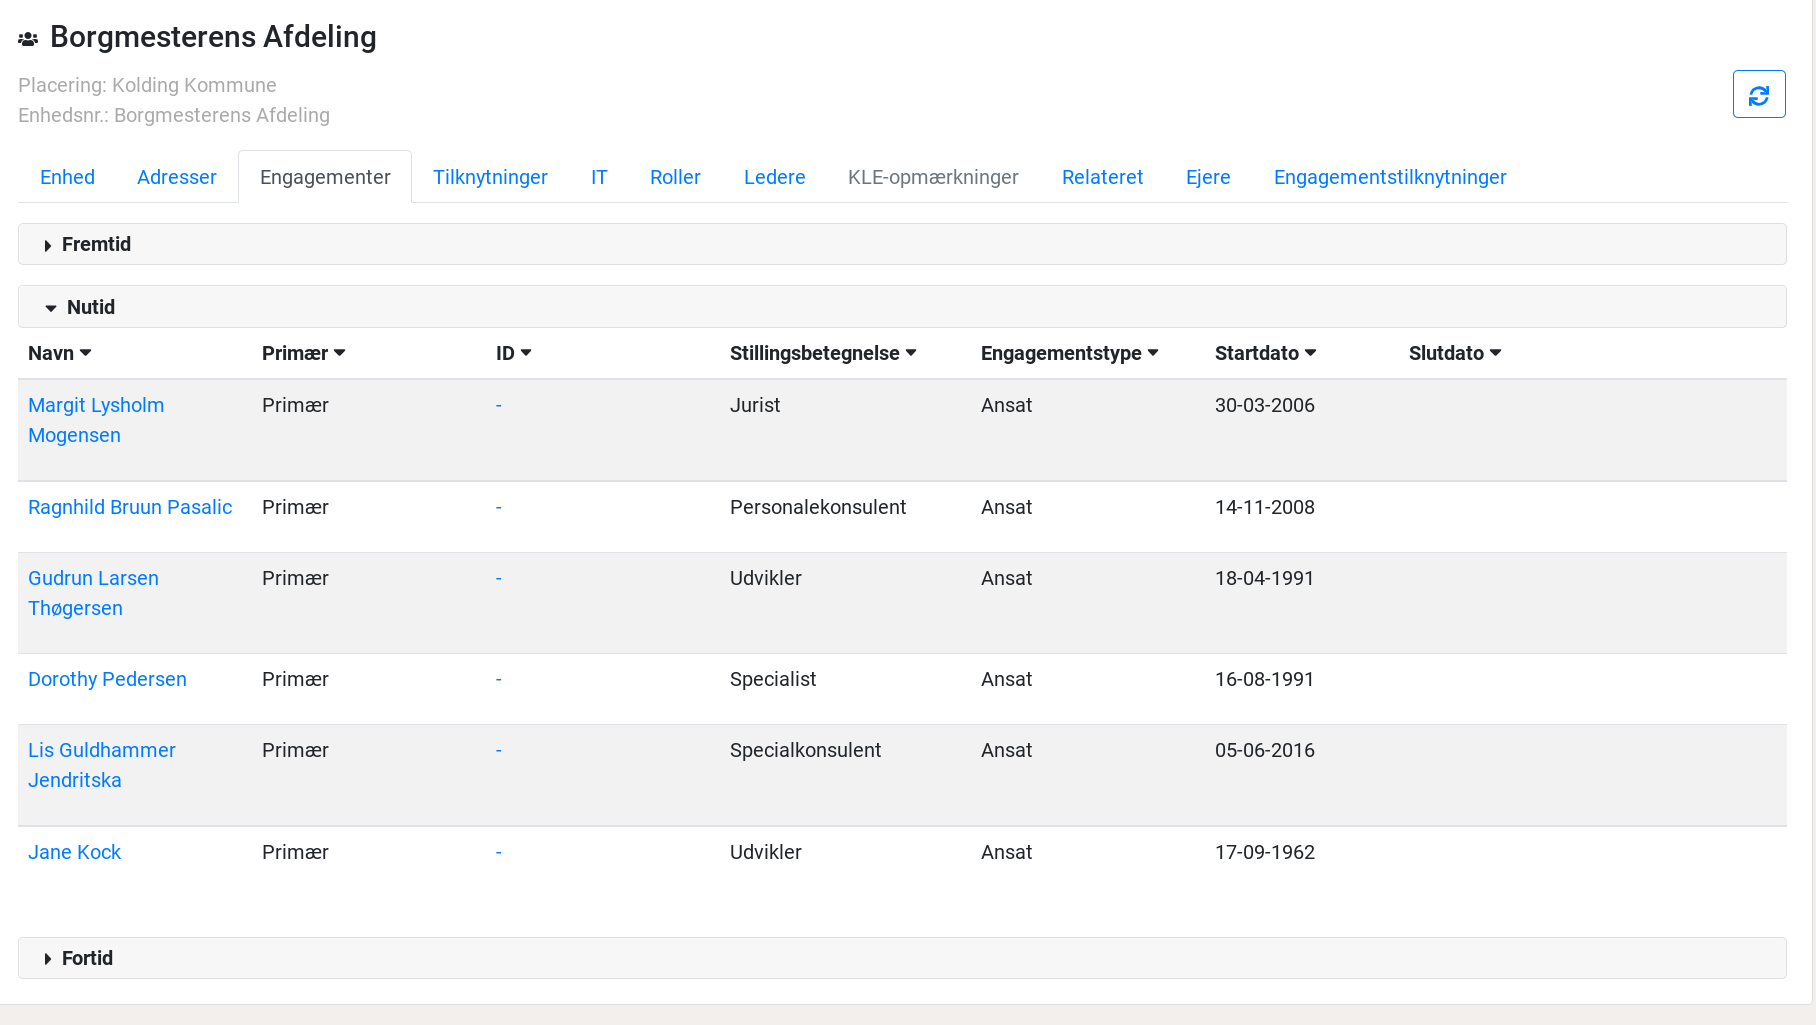 Borgmesterens Afdeling
Placering: Kolding Kommune
Enhedsnr.: Borgmesterens Afdeling
Enhed Adresser Engagementer Tilknytninger IT Roller Ledere KLE-opmærkninger Relateret Ejere Engagementstilknytninger
Fremtid
Nutid
Navn Primær ID Stillingsbetegnelse Engagementstype Startdato Slutdato
Margit Lysholm Primær - Jurist Ansat 30-03-2006
Mogensen
Ragnhild Bruun Pasalic Primær - Personalekonsulent Ansat 14-11-2008
Gudrun Larsen Primær - Udvikler Ansat 18-04-1991
Thøgersen
Dorothy Pedersen Primær - Specialist Ansat 16-08-1991
Lis Guldhammer Primær - Specialkonsulent Ansat 05-06-2016
Jendritska
Jane Kock Primær - Udvikler Ansat 17-09-1962
Fortid